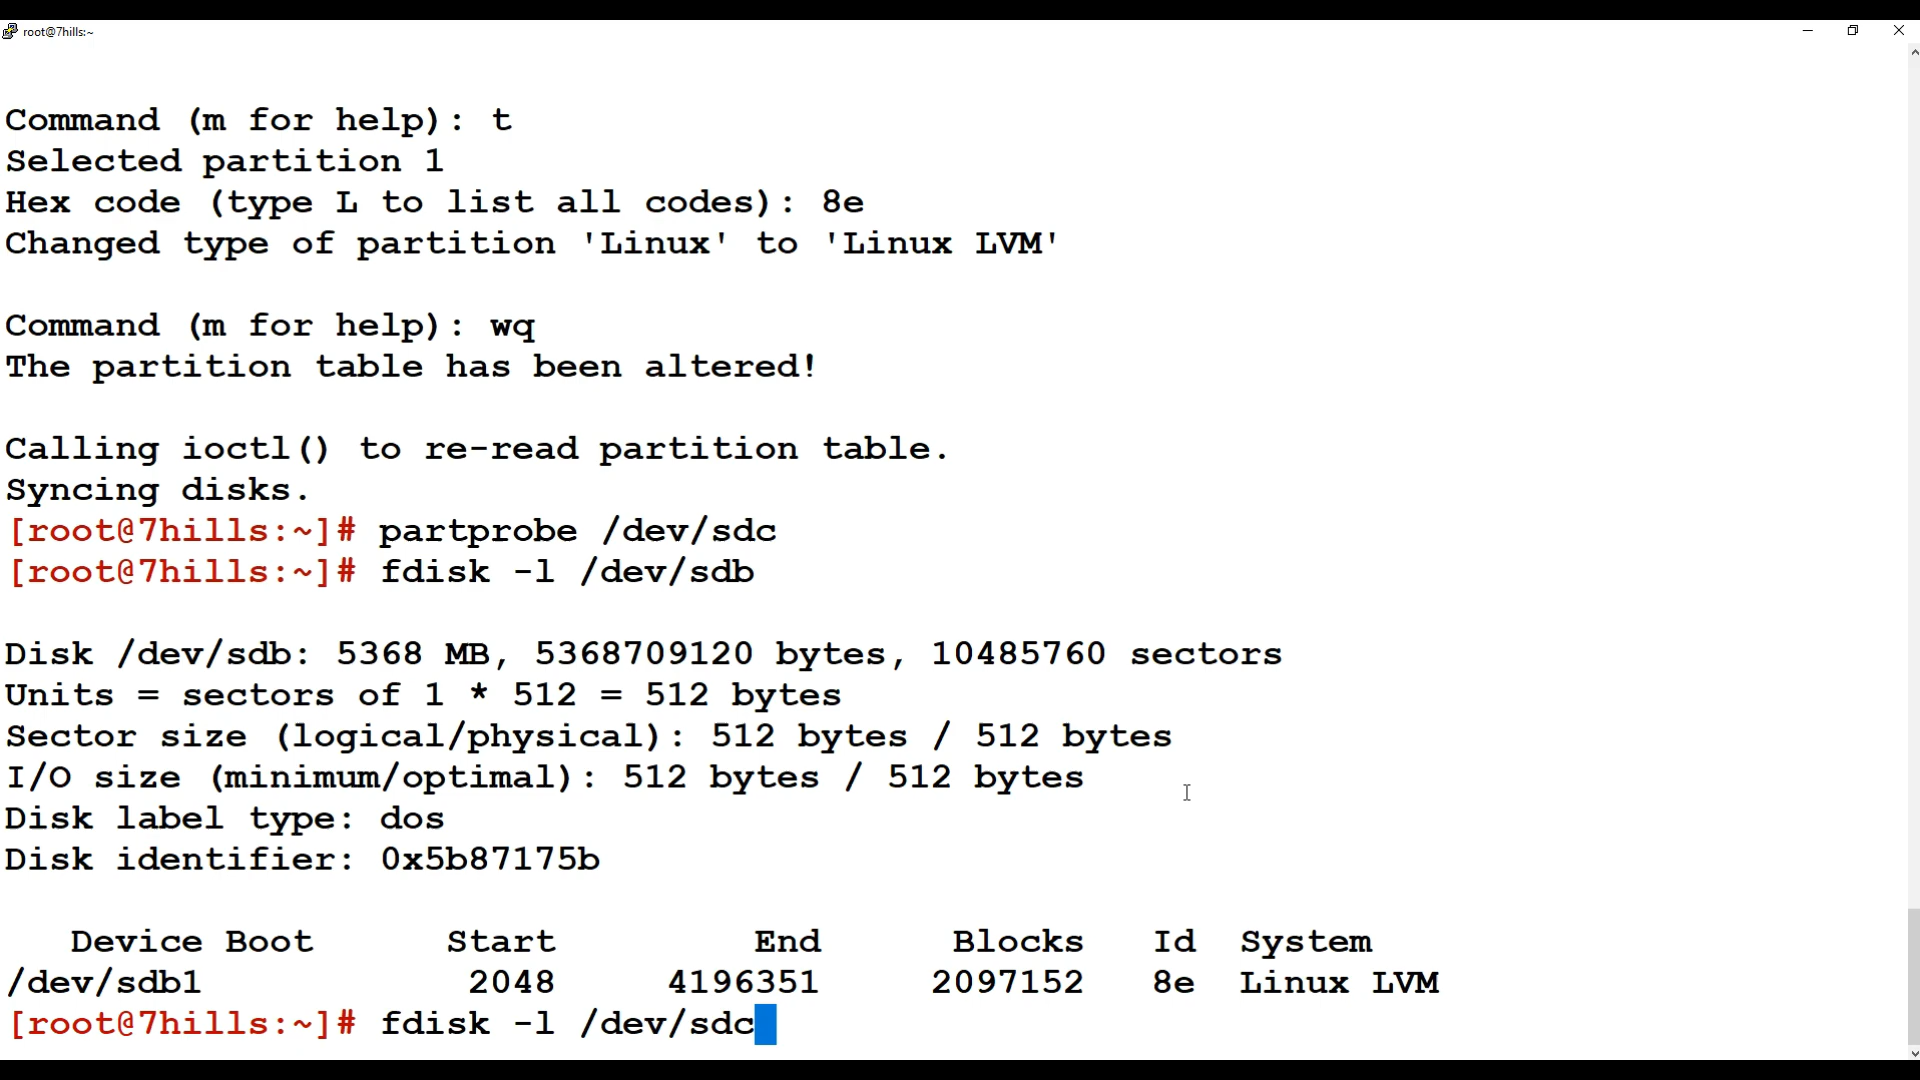 root@7hills:~
Command (m for help): t
Selected partition 1
Hex code (type L to list all codes): 8e
Changed type of partition 'Linux' to 'Linux LVM'
Command (m for help): wq
The partition table has been altered!
Calling ioctl() to re-read partition table.
Syncing disks.
[root@7hills:~]# partprobe /dev/sdc
[root@7hills:~]# fdisk -l /dev/sdb
Disk /dev/sdb: 5368 MB, 5368709120 bytes, 10485760 sectors
Units = sectors of 1 * 512 = 512 bytes
Sector size (logical/physical): 512 bytes / 512 bytes
I/O size (minimum/optimal): 512 bytes / 512 bytes
Disk label type: dos
Disk identifier: 0x5b87175b
Device Boot Start End Blocks Id System
/dev/sdb1 2048 4196351 2097152 8e Linux LVM
[root@7hills:~]# fdisk -l /dev/sdc